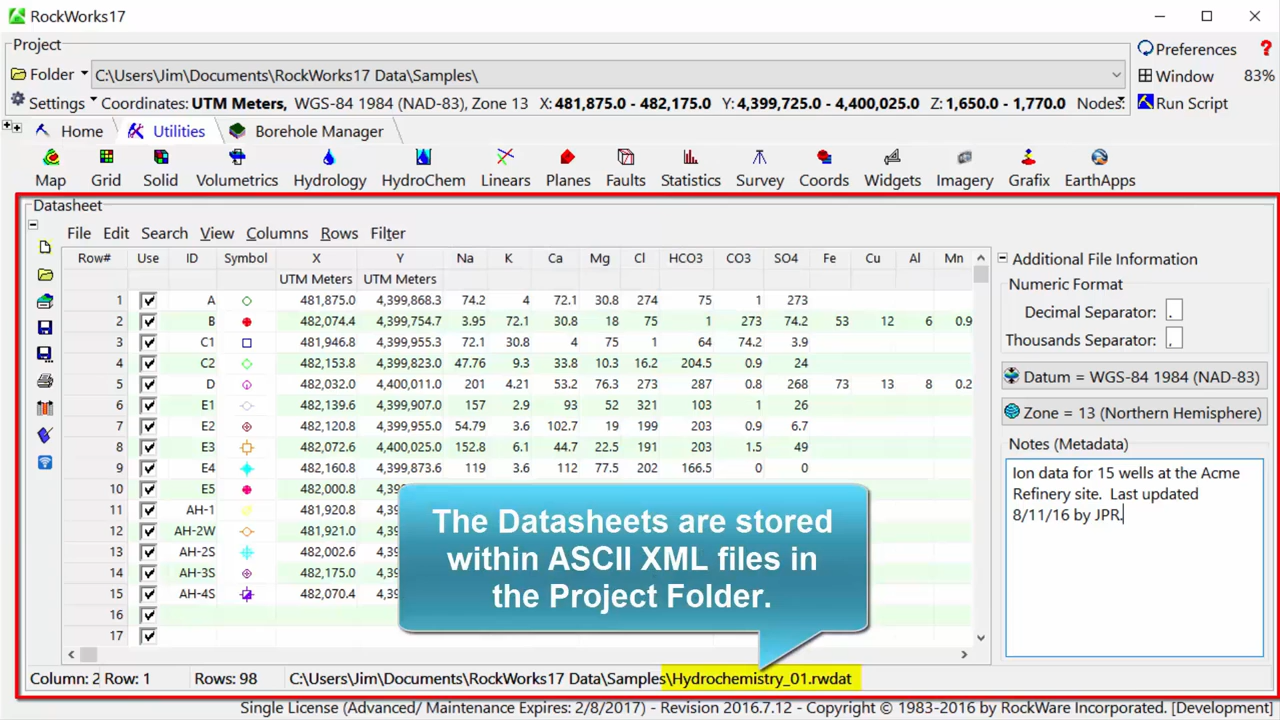 RockWorks17
Project
Folder C:\Users\Jim\Documents\RockWorks17 Data\Samples\
Preferences ?
Window 83%
Settings Coordinates: UTM Meters, WGS-84 1984 (NAD-83), Zone 13 X: 481,875.0 - 482,175.0 Y: 4,399,725.0 - 4,400,025.0 Z: 1,650.0 - 1,770.0 Nodes:
Run Script
Home Utilities Borehole Manager
Map Grid Solid Volumetrics Hydrology HydroChem Linears Planes Faults Statistics Survey Coords Widgets Imagery Grafix EarthApps
Datasheet
File Edit Search View Columns Rows Filter
Row# Use ID Symbol X Y Na K Ca Mg Cl HCO3 CO3 SO4 Fe Cu Al Mn
UTM Meters UTM Meters
1 A 481,875.0 4,399,868.3 74.2 4 72.1 30.8 274 75 1 273
2 B 482,074.4 4,399,754.7 3.95 72.1 30.8 18 75 1 273 74.2 53 12 6 0.9
3 C1 481,946.8 4,399,955.3 72.1 30.8 4 75 1 64 74.2 3.9
4 C2 482,153.8 4,399,823.0 47.76 9.3 33.8 10.3 16.2 204.5 0.9 24
5 D 482,032.0 4,400,011.0 201 4.21 53.2 76.3 273 287 0.8 268 73 13 8 0.2
6 E1 482,139.6 4,399,907.0 157 2.9 93 52 321 103 1 26
7 E2 482,120.8 4,399,955.0 54.79 3.6 102.7 19 199 203 0.9 6.7
8 E3 482,072.6 4,400,025.0 152.8 6.1 44.7 22.5 191 203 1.5 49
9 E4 482,160.8 4,399,873.6 119 3.6 112 77.5 202 166.5 0 0
10 E5 482,000.8 4,3
11 AH-1 481,920.8 4,3
12 AH-2W 481,921.0 4,3
13 AH-2S 482,002.6 4,3
14 AH-3S 482,175.0 4,3
15 AH-4S 482,070.4 4,3
16
17
Additional File Information
Numeric Format
Decimal Separator: .
Thousands Separator: ,
Datum = WGS-84 1984 (NAD-83)
Zone = 13 (Northern Hemisphere)
Notes (Metadata)
Ion data for 15 wells at the Acme
Refinery site. Last updated
8/11/16 by JPR.
The Datasheets are stored
within ASCII XML files in
the Project Folder.
Column: 2 Row: 1 Rows: 98 C:\Users\Jim\Documents\RockWorks17 Data\Samples\Hydrochemistry_01.rwdat
Single License (Advanced/ Maintenance Expires: 2/8/2017) - Revision 2016.7.12 - Copyright © 1983-2016 by RockWare Incorporated. [Development]